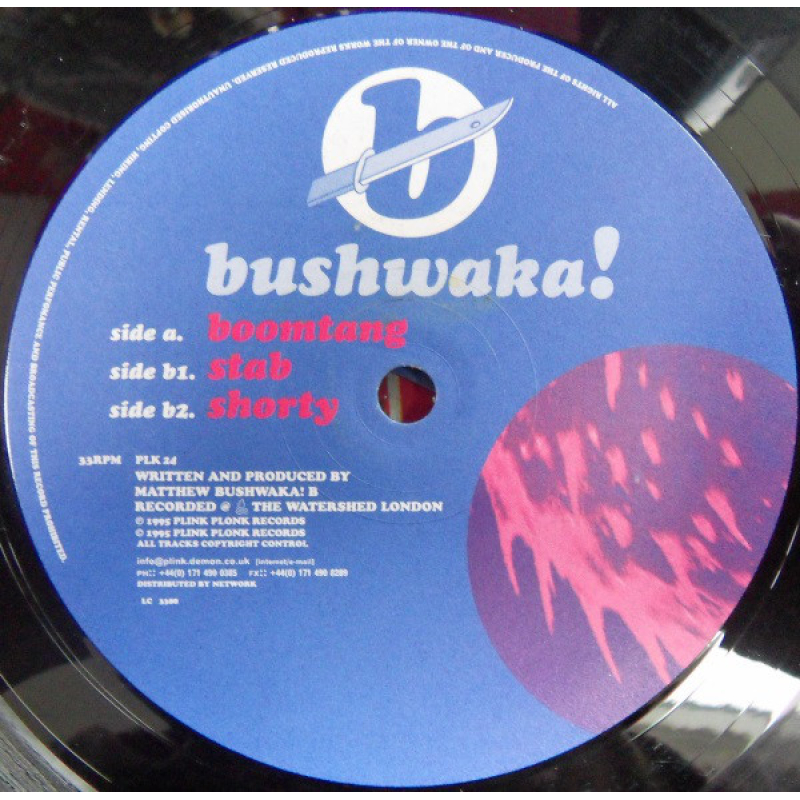 ALL RIGHTS OF THE PRODUCER AND OF THE OWNER OF THE WORKS REPRODUCED RESERVED. UNAUTHORISED COPYING, HIRING, LENDING, RENTAL, PUBLIC PERFOMANCE AND BROADCASTING OF THIS RECORD PROHIBITED.
b
bushwaka!
side a. boomtang
side b1. stab
side b2. shorty
33RPM PLK 24
WRITTEN AND PRODUCED BY
MATTHEW BUSHWAKA! B
RECORDED @ THE WATERSHED LONDON
℗ 1995 PLINK PLONK RECORDS
© 1995 PLINK PLONK RECORDS
ALL TRACKS COPYRIGHT CONTROL
info@plink.demon.co.uk [internet/e-mail]
PH:: +44(0) 171 490 0385 FX:: +44(0) 171 490 0289
DISTRIBUTED BY NETWORK
LC 3300